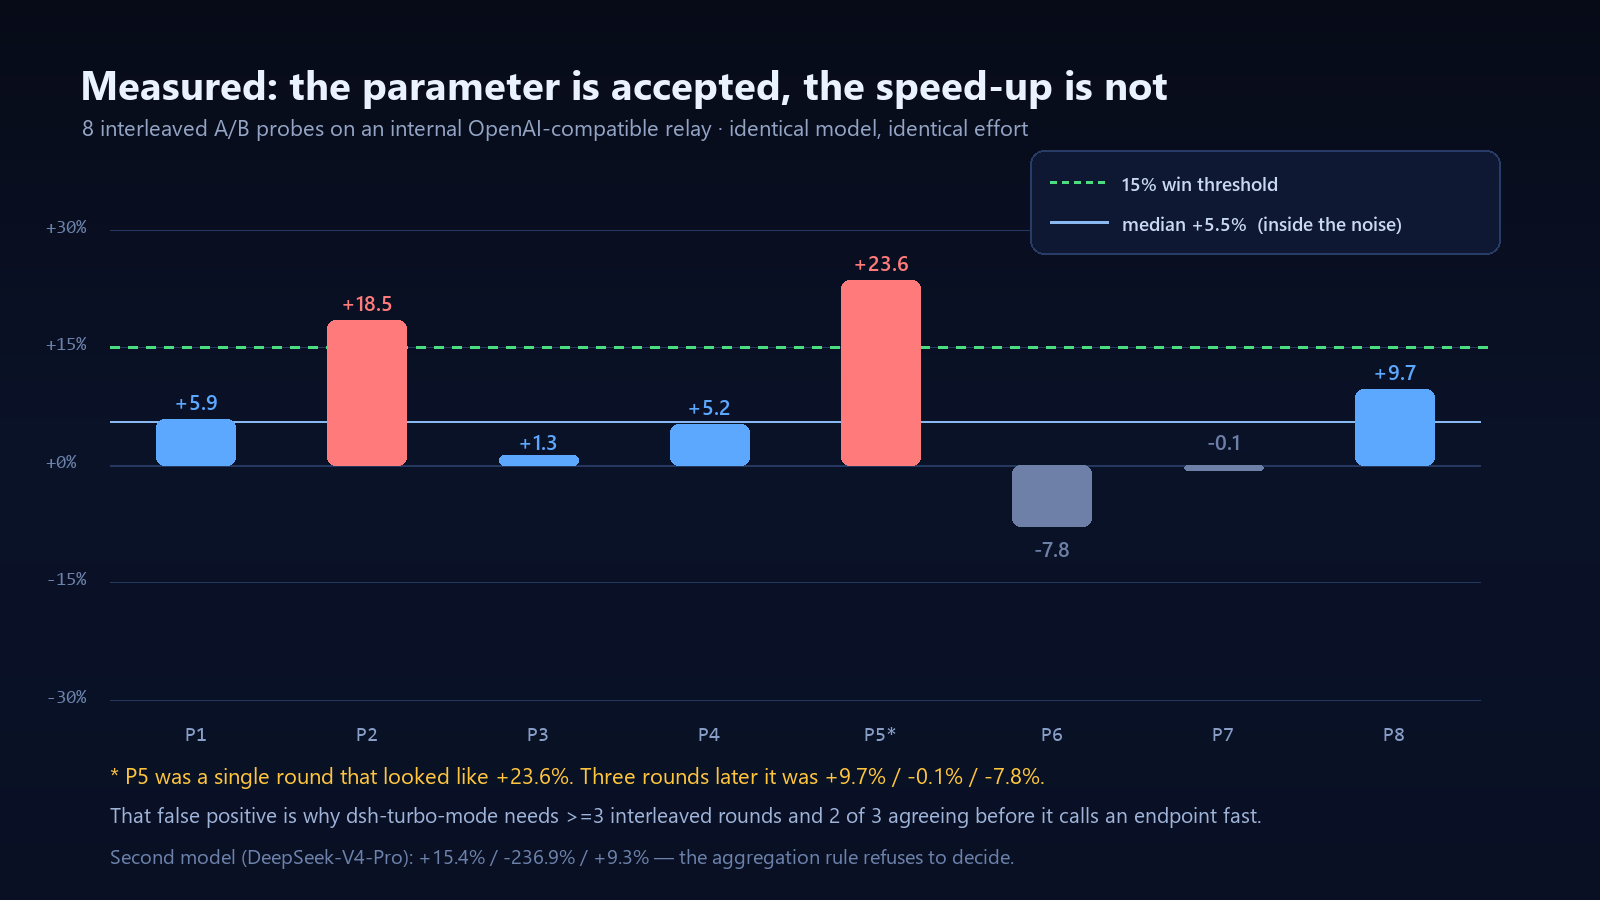 Measured: the parameter is accepted, the speed-up is not
8 interleaved A/B probes on an internal OpenAI-compatible relay · identical model, identical effort
15% win threshold
median +5.5% (inside the noise)
+30%
+15%
+0%
-15%
-30%
+5.9
+18.5
+1.3
+5.2
+23.6
-7.8
-0.1
+9.7
P1
P2
P3
P4
P5*
P6
P7
P8
* P5 was a single round that looked like +23.6%. Three rounds later it was +9.7% / -0.1% / -7.8%.
That false positive is why dsh-turbo-mode needs >=3 interleaved rounds and 2 of 3 agreeing before it calls an endpoint fast.
Second model (DeepSeek-V4-Pro): +15.4% / -236.9% / +9.3% — the aggregation rule refuses to decide.